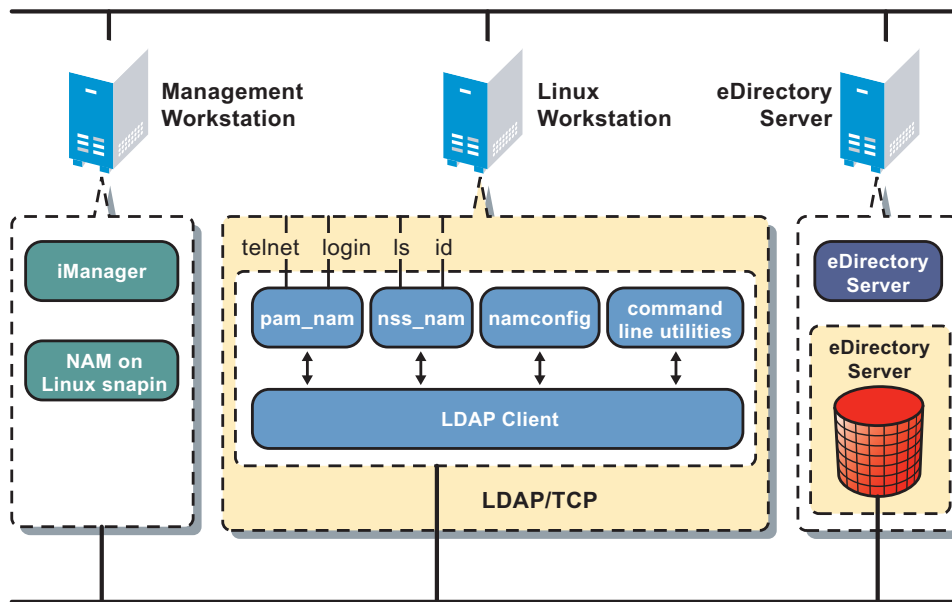 Management
Workstation
Linux
Workstation
eDirectory
Server
iManager
NAM on
Linux snapin
telnet
login
ls
id
pam_nam
nss_nam
namconfig
command
line utilities
LDAP Client
LDAP/TCP
eDirectory
Server
eDirectory
Server